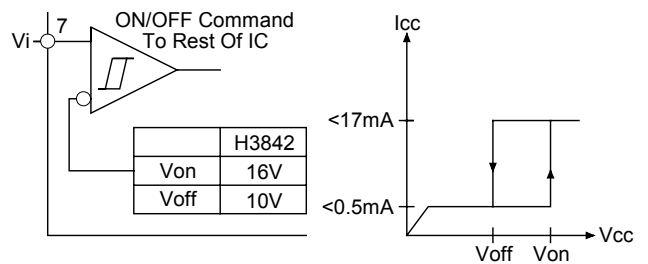 7
ON/OFF Command
To Rest Of IC
Vi
H3842
Von 16V
Voff 10V
Icc
<17mA
<0.5mA
Vcc
Voff Von